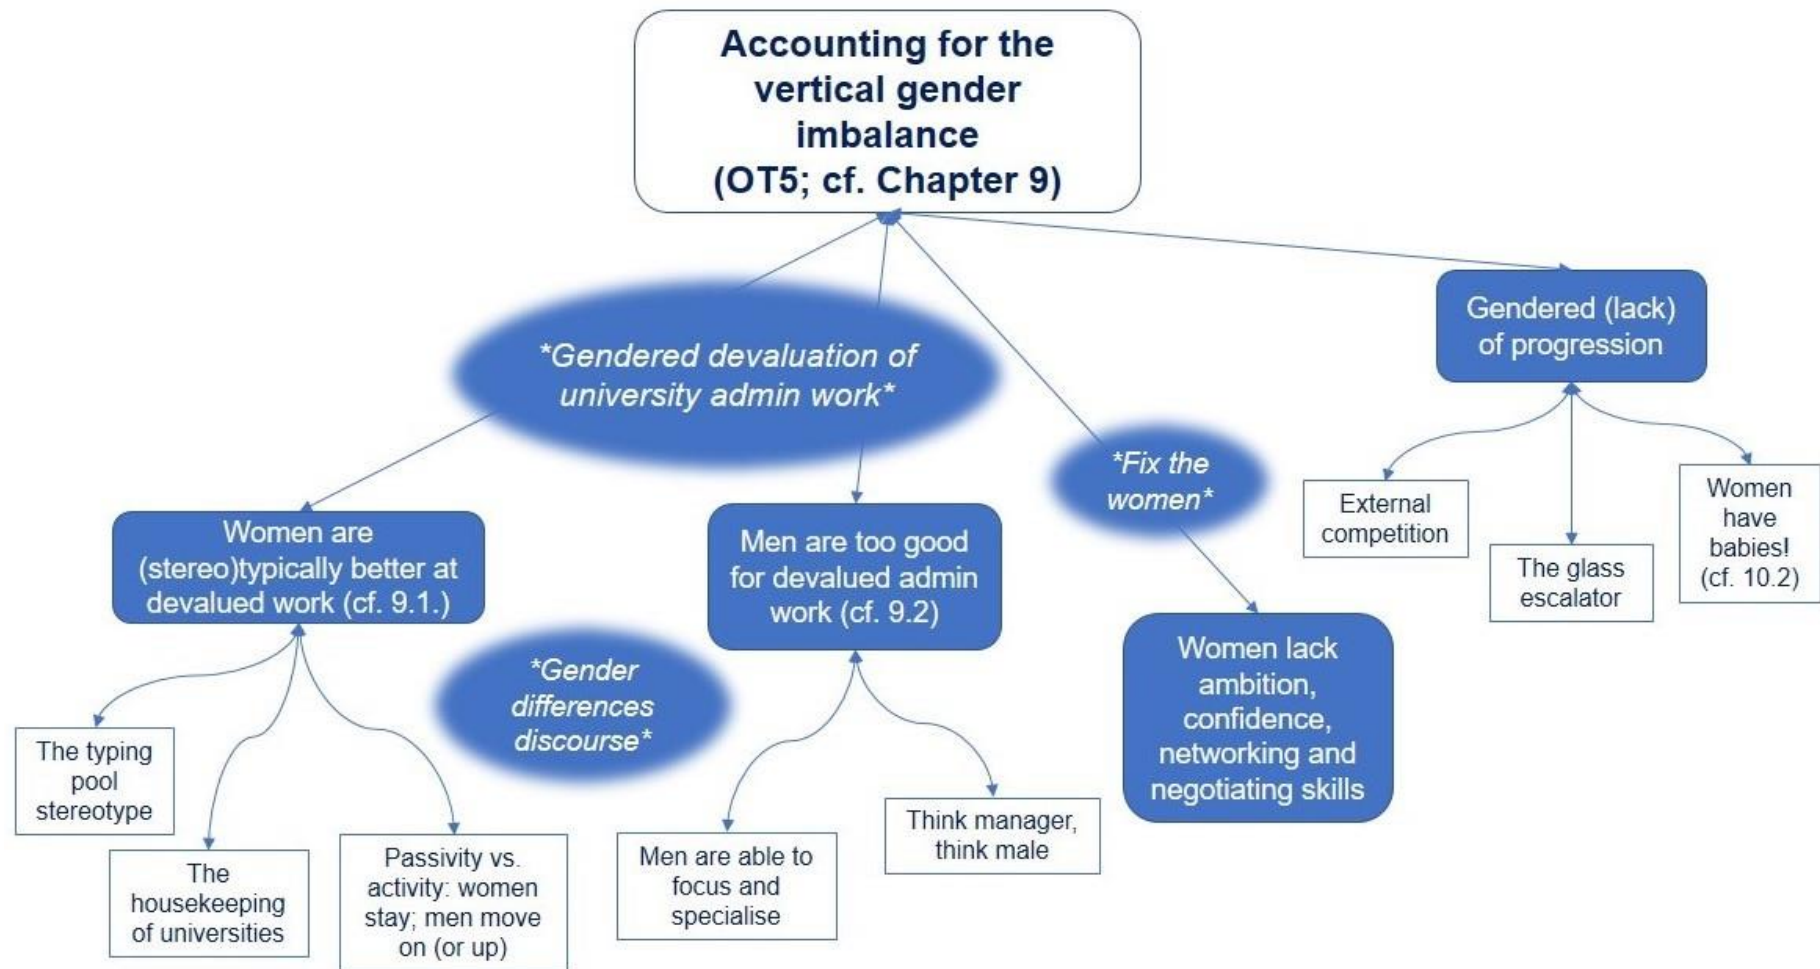 Accounting for the
vertical gender
imbalance
(OT5; cf. Chapter 9)
*Gendered devaluation of
university admin work*
Gendered (lack)
of progression
*Fix the
women*
External
competition
The glass
escalator
Women
have
babies!
(cf. 10.2)
Women are
(stereo)typically better at
devalued work (cf. 9.1.)
Men are too good
for devalued admin
work (cf. 9.2)
*Gender
differences
discourse*
Women lack
ambition,
confidence,
networking and
negotiating skills
The typing
pool
stereotype
The
housekeeping
of universities
Passivity vs.
activity: women
stay; men move
on (or up)
Men are able to
focus and
specialise
Think manager,
think male